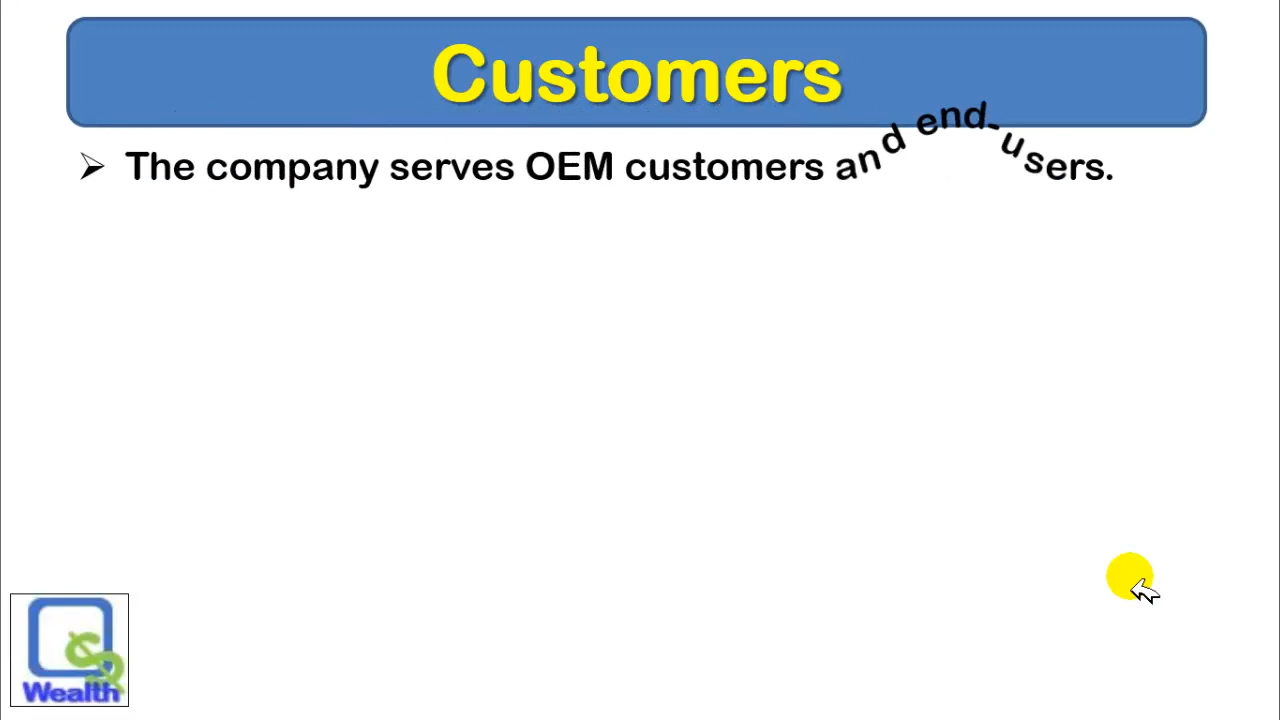 Customers
The company serves OEM customers and end-users.
Wealth